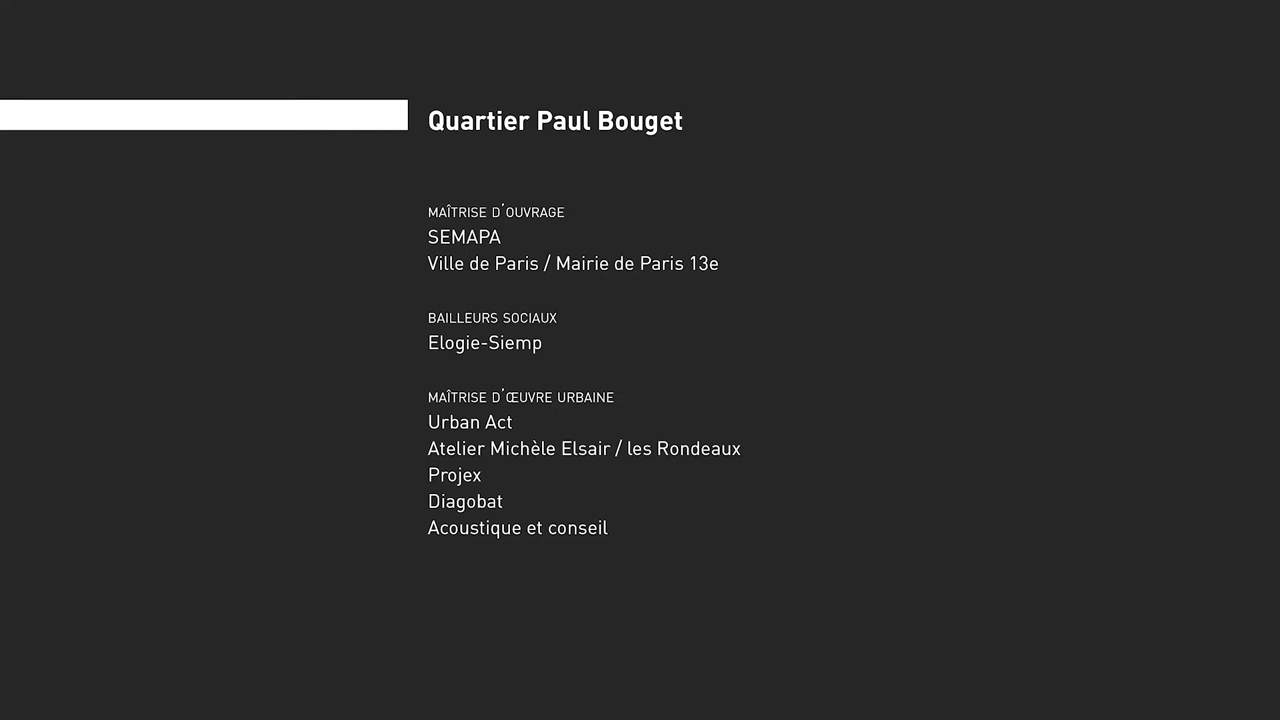 Quartier Paul Bouget
MAÎTRISE D'OUVRAGE
SEMAPA
Ville de Paris / Mairie de Paris 13e
BAILLEURS SOCIAUX
Elogie-Siemp
MAÎTRISE D'ŒUVRE URBAINE
Urban Act
Atelier Michèle Elsair / les Rondeaux
Projex
Diagobat
Acoustique et conseil